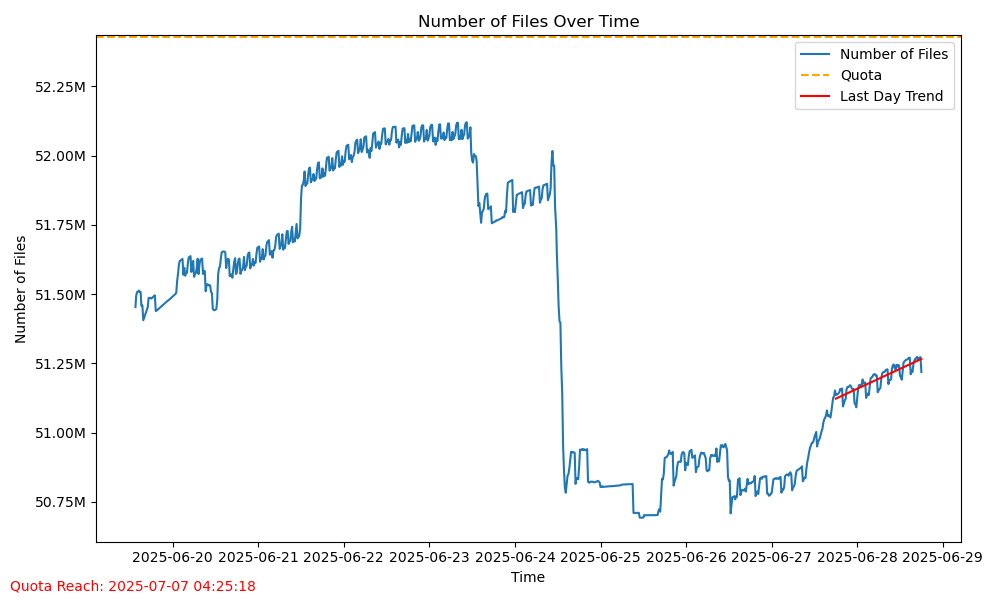 Number of Files Over Time
Number of Files
Quota
Last Day Trend
52.25M
52.00M
51.75M
51.50M
51.25M
51.00M
50.75M
Number of Files
2025-06-20 2025-06-21 2025-06-22 2025-06-23 2025-06-24 2025-06-25 2025-06-26 2025-06-27 2025-06-28 2025-06-29
Time
Quota Reach: 2025-07-07 04:25:18